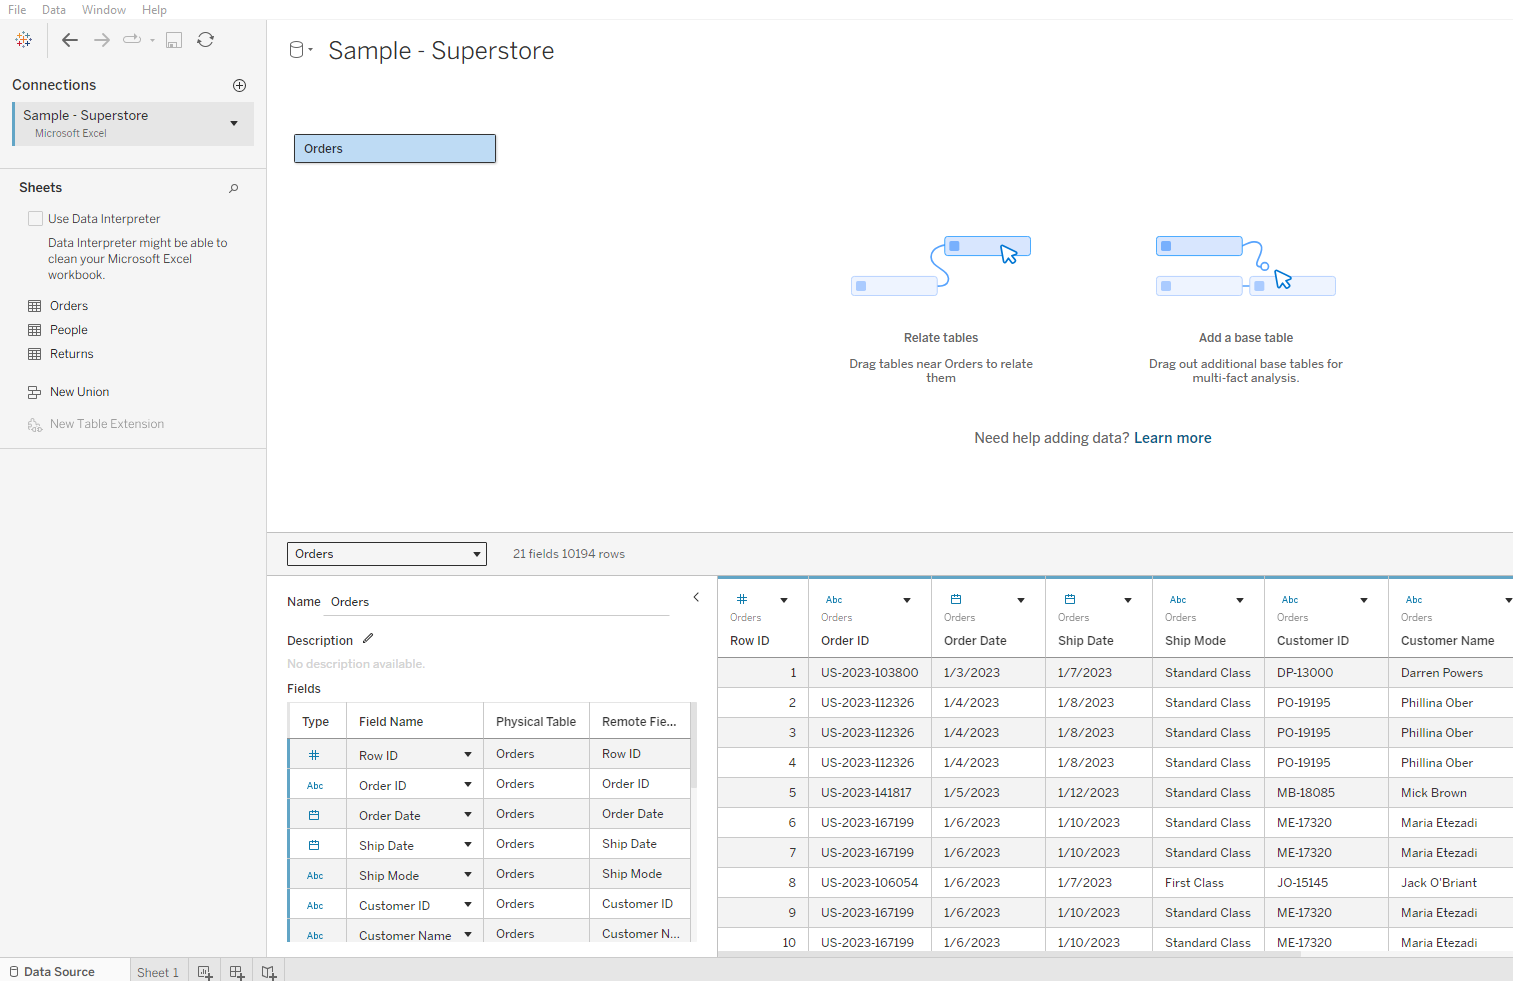 File Data Window Help
Sample - Superstore
Connections
Sample - Superstore
Microsoft Excel
Orders
Sheets
Use Data Interpreter
Data Interpreter might be able to
clean your Microsoft Excel
workbook.
Orders
People
Returns
New Union
New Table Extension
Relate tables
Drag tables near Orders to relate
them
Add a base table
Drag out additional base tables for
multi-fact analysis.
Need help adding data? Learn more
Orders
21 fields 10194 rows
Name Orders
Description
No description available.
Fields
Type Field Name Physical Table Remote Fie...
# Row ID Orders Row ID
Abc Order ID Orders Order ID
Order Date Orders Order Date
Ship Date Orders Ship Date
Abc Ship Mode Orders Ship Mode
Abc Customer ID Orders Customer ID
Abc Customer Name Orders Customer N...
# Abc Abc Abc Abc
Orders Orders Orders Orders Orders Orders Orders
Row ID Order ID Order Date Ship Date Ship Mode Customer ID Customer Name
1 US-2023-103800 1/3/2023 1/7/2023 Standard Class DP-13000 Darren Powers
2 US-2023-112326 1/4/2023 1/8/2023 Standard Class PO-19195 Phillina Ober
3 US-2023-112326 1/4/2023 1/8/2023 Standard Class PO-19195 Phillina Ober
4 US-2023-112326 1/4/2023 1/8/2023 Standard Class PO-19195 Phillina Ober
5 US-2023-141817 1/5/2023 1/12/2023 Standard Class MB-18085 Mick Brown
6 US-2023-167199 1/6/2023 1/10/2023 Standard Class ME-17320 Maria Etezadi
7 US-2023-167199 1/6/2023 1/10/2023 Standard Class ME-17320 Maria Etezadi
8 US-2023-106054 1/6/2023 1/7/2023 First Class JO-15145 Jack O'Briant
9 US-2023-167199 1/6/2023 1/10/2023 Standard Class ME-17320 Maria Etezadi
10 US-2023-167199 1/6/2023 1/10/2023 Standard Class ME-17320 Maria Etezadi
Data Source Sheet 1